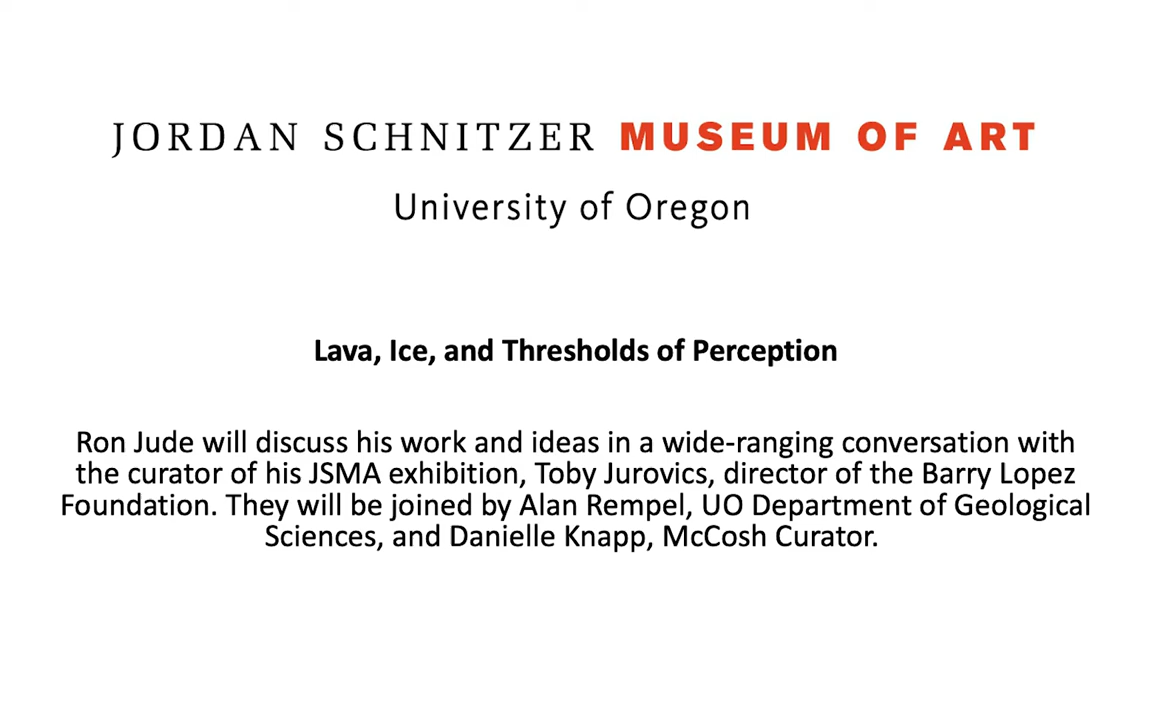 JORDAN SCHNITZER MUSEUM OF ART
University of Oregon
Lava, Ice, and Thresholds of Perception
Ron Jude will discuss his work and ideas in a wide-ranging conversation with
the curator of his JSMA exhibition, Toby Jurovics, director of the Barry Lopez
Foundation. They will be joined by Alan Rempel, UO Department of Geological
Sciences, and Danielle Knapp, McCosh Curator.